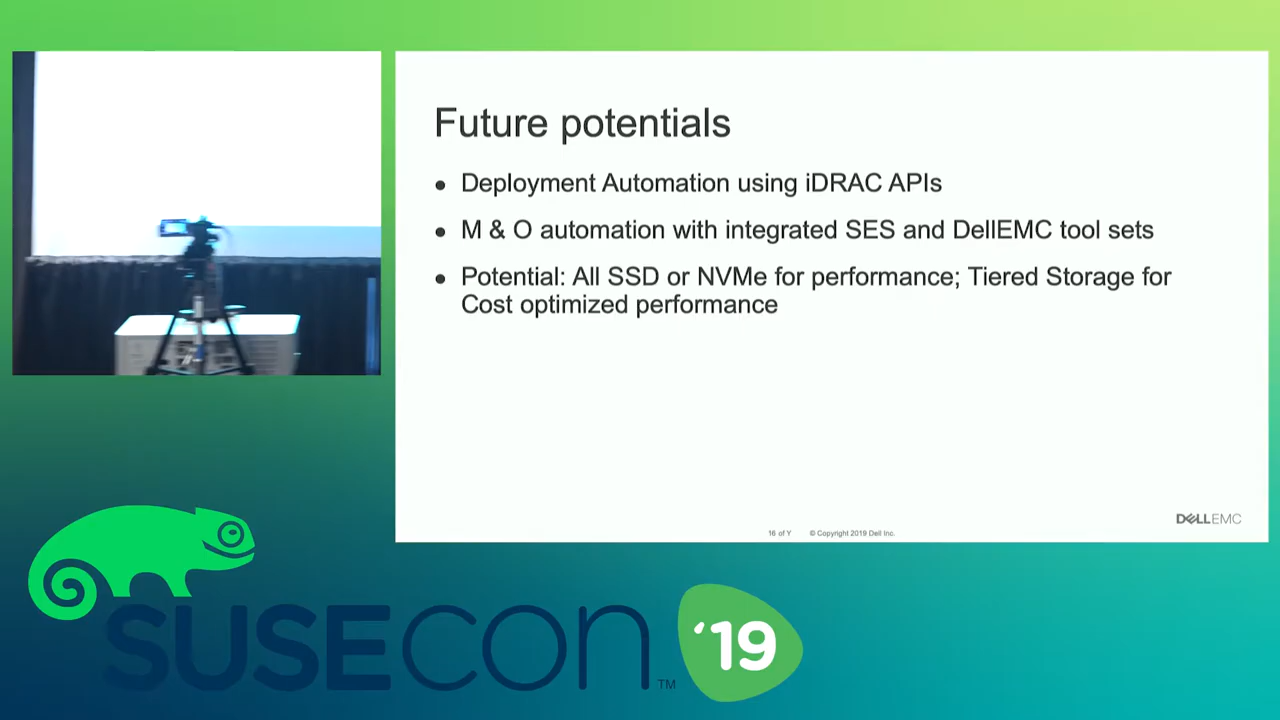 Future potentials
• Deployment Automation using iDRAC APIs
• M & O automation with integrated SES and DellEMC tool sets
• Potential: All SSD or NVMe for performance; Tiered Storage for
Cost optimized performance
DELLEMC
16 of Y © Copyright 2019 Dell Inc.
SUSECON TM '19